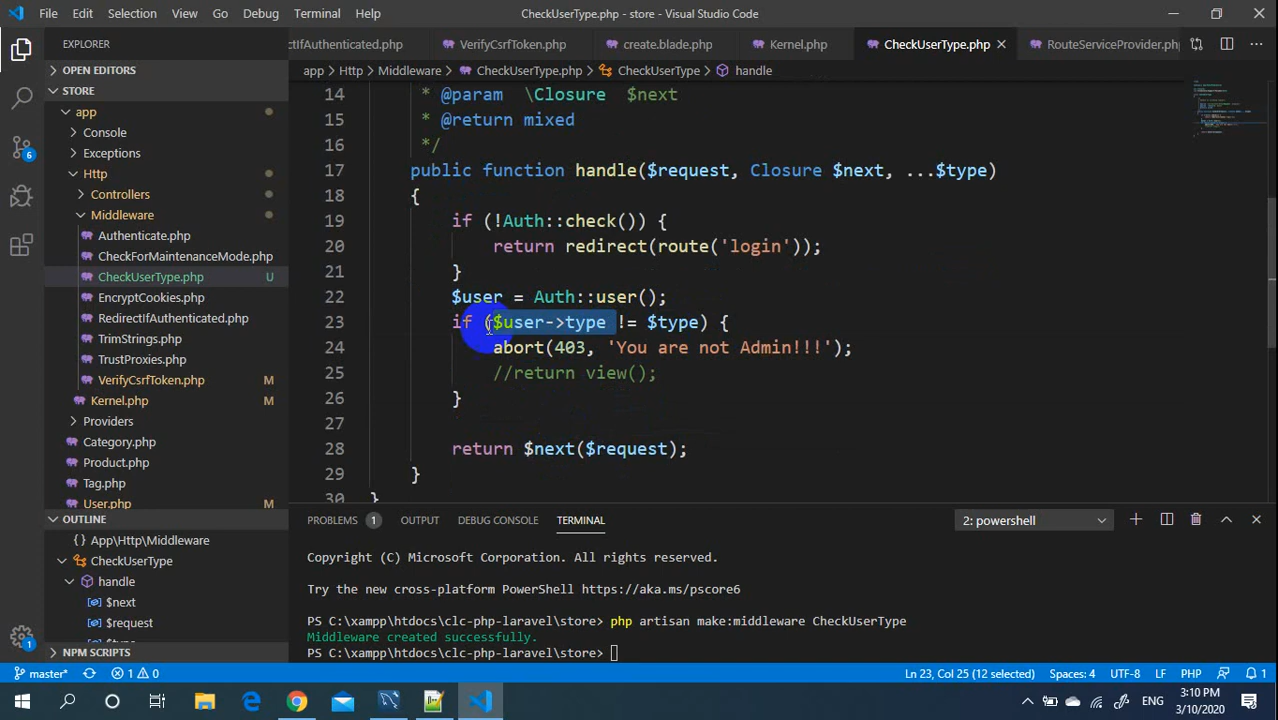 File Edit Selection View Go Debug Terminal Help
CheckUserType.php - store - Visual Studio Code
EXPLORER
ctIfAuthenticated.php
VerifyCsrfToken.php
create.blade.php
Kernel.php
CheckUserType.php
RouteServiceProvider.php
OPEN EDITORS
app > Http > Middleware > CheckUserType.php > CheckUserType > handle
STORE
app
Console
Exceptions
Http
Controllers
Middleware
Authenticate.php
CheckForMaintenanceMode.php
CheckUserType.php U
EncryptCookies.php
RedirectIfAuthenticated.php
TrimStrings.php
TrustProxies.php
VerifyCsrfToken.php M
Kernel.php M
Providers
Category.php
Product.php
Tag.php
User.php M
14 * @param \Closure $next
15 * @return mixed
16 */
17 public function handle($request, Closure $next, ...$type)
18 {
19 if (!Auth::check()) {
20 return redirect(route('login'));
21 }
22 $user = Auth::user();
23 if ($user->type != $type) {
24 abort(403, 'You are not Admin!!!');
25 //return view();
26 }
27
28 return $next($request);
29 }
30 }
OUTLINE
App\Http\Middleware
CheckUserType
handle
$next
$request
$type
NPM SCRIPTS
PROBLEMS 1 OUTPUT DEBUG CONSOLE TERMINAL
2: powershell
Copyright (C) Microsoft Corporation. All rights reserved.
Try the new cross-platform PowerShell https://aka.ms/pscore6
PS C:\xampp\htdocs\clc-php-laravel\store> php artisan make:middleware CheckUserType
Middleware created successfully.
PS C:\xampp\htdocs\clc-php-laravel\store>
6
1
master* 1 0
Ln 23, Col 25 (12 selected) Spaces: 4 UTF-8 LF PHP 1
ENG
3:10 PM
3/10/2020